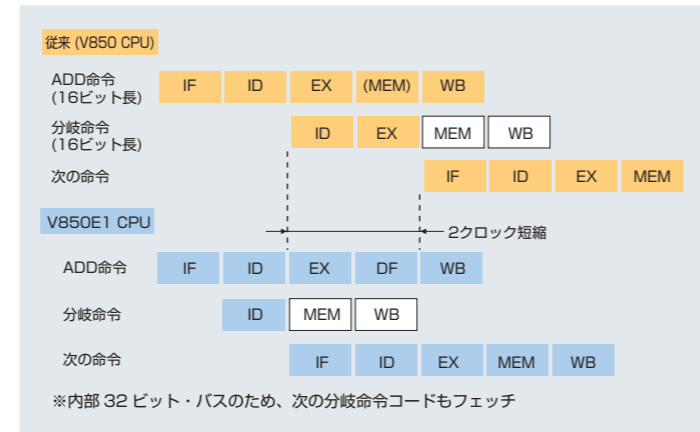 従来 (V850 CPU)
ADD命令
(16ビット長)
IF ID EX (MEM) WB
分岐命令
(16ビット長)
ID EX MEM WB
次の命令
IF ID EX MEM
V850E1 CPU
2クロック短縮
ADD命令
IF ID EX DF WB
分岐命令
ID MEM WB
次の命令
IF ID EX MEM WB
※内部 32 ビット・バスのため、次の分岐命令コードもフェッチ